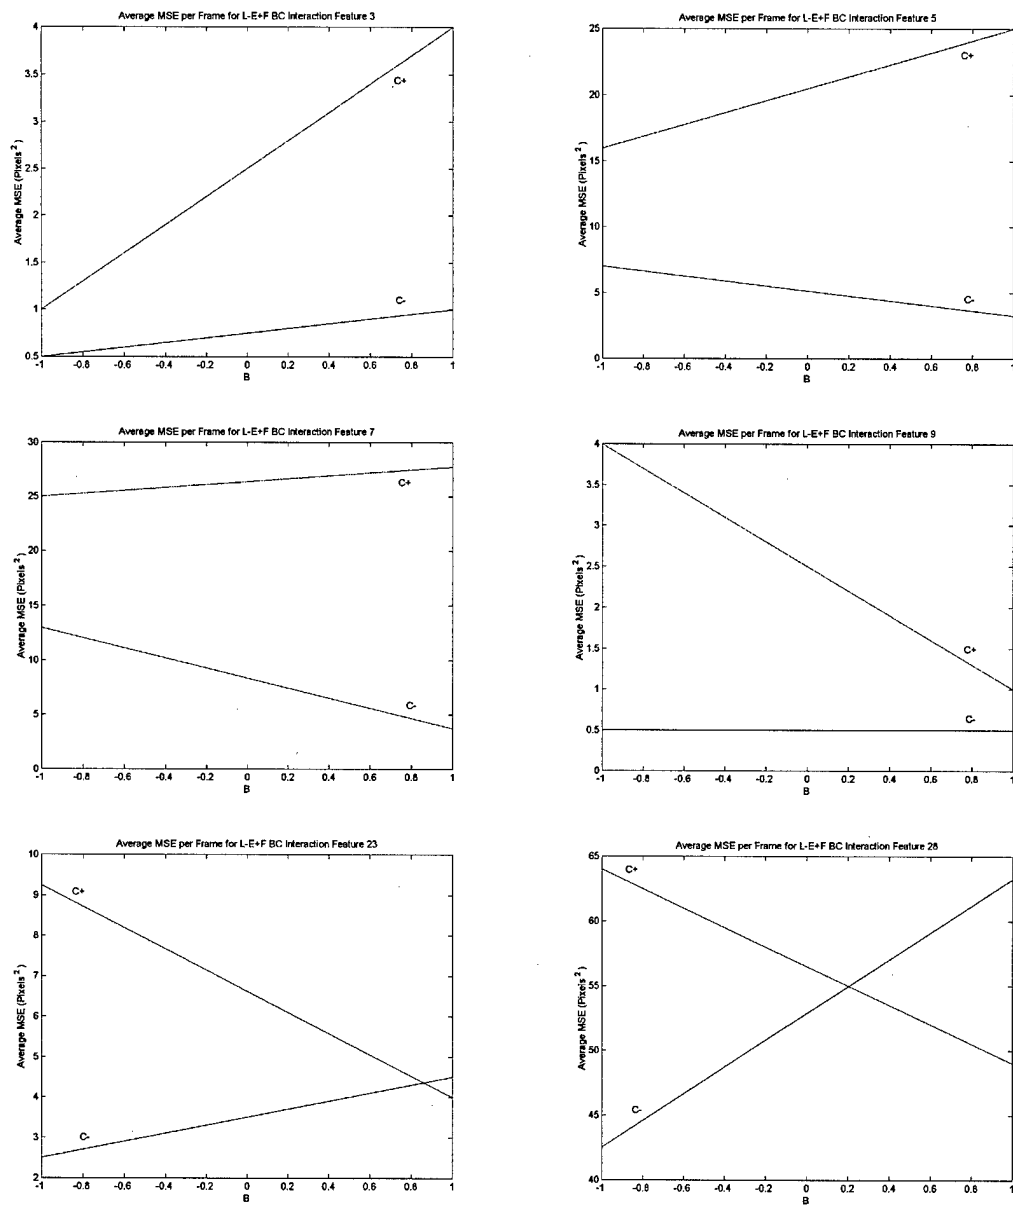 Average MSE per Frame for L-E+F BC Interaction Feature 3
4
3.5
3
2.5
2
1.5
1
0.5
Average MSE (Pixels 2)
C+
C-
-1 -0.8 -0.6 -0.4 -0.2 0 0.2 0.4 0.6 0.8 1
B
Average MSE per Frame for L-E+F BC Interaction Feature 5
25
20
15
10
5
0
Average MSE (Pixels 2)
C+
C-
-1 -0.8 -0.6 -0.4 -0.2 0 0.2 0.4 0.6 0.8 1
B
Average MSE per Frame for L-E+F BC Interaction Feature 7
30
25
20
15
10
5
0
Average MSE (Pixels 2)
C+
C-
-1 -0.8 -0.6 -0.4 -0.2 0 0.2 0.4 0.6 0.8 1
B
Average MSE per Frame for L-E+F BC Interaction Feature 9
4
3.5
3
2.5
2
1.5
1
0.5
0
Average MSE (Pixels 2)
C+
C-
-1 -0.8 -0.6 -0.4 -0.2 0 0.2 0.4 0.6 0.8 1
B
Average MSE per Frame for L-E+F BC Interaction Feature 23
10
9
8
7
6
5
4
3
2
Average MSE (Pixels 2)
C+
C-
-1 -0.8 -0.6 -0.4 -0.2 0 0.2 0.4 0.6 0.8 1
B
Average MSE per Frame for L-E+F BC Interaction Feature 28
65
60
55
50
45
40
Average MSE (Pixels 2)
C+
C-
-1 -0.8 -0.6 -0.4 -0.2 0 0.2 0.4 0.6 0.8 1
B